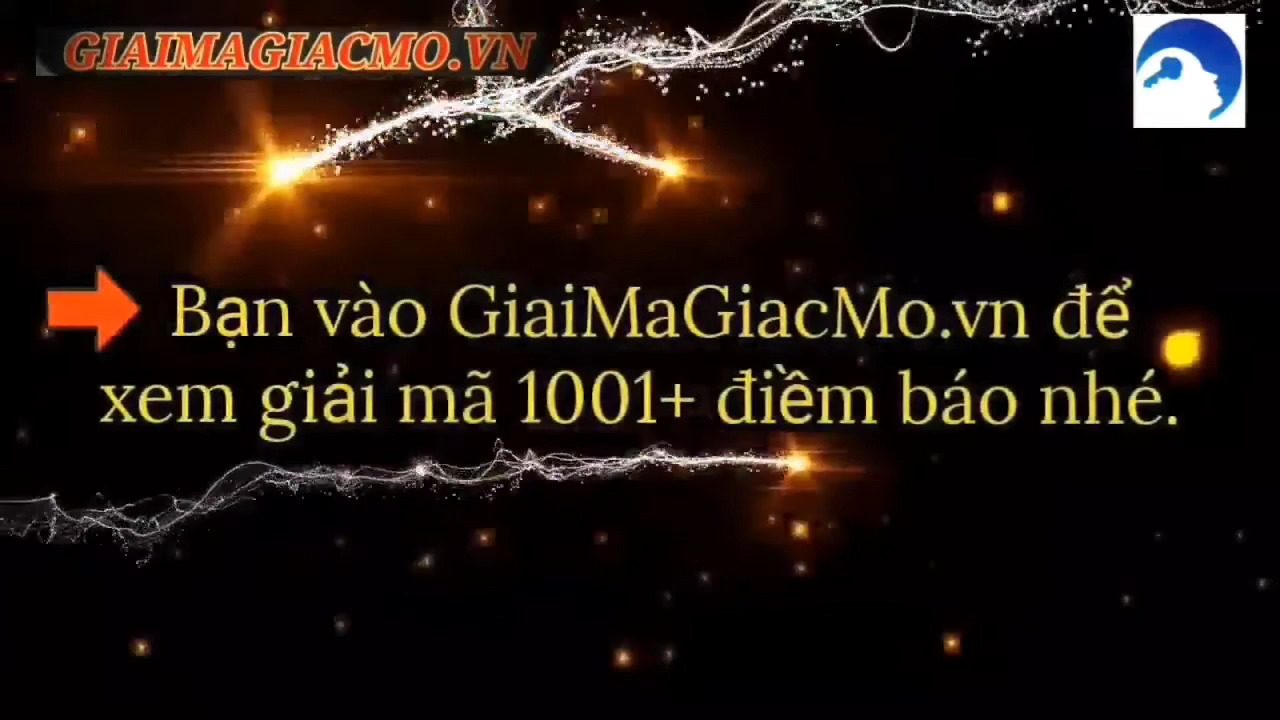 GIAIMAGIACMO.VN
Bạn vào GiaiMaGiacMo.vn để
xem giải mã 1001+ điềm báo nhé.